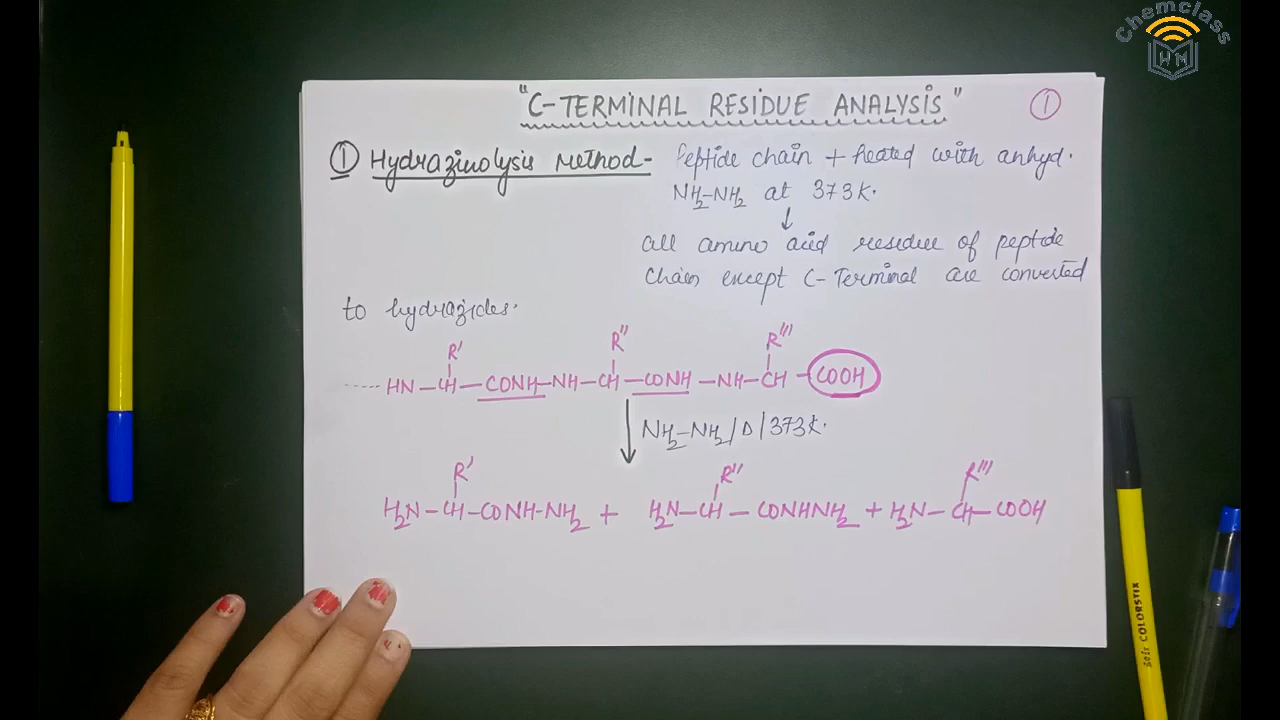 Chemclass
HM
"C-TERMINAL RESIDUE ANALYSIS"
1
1 Hydrazinolysis Method- Peptide chain + heated with anhyd.
NH2-NH2 at 373K.
↓
all amino acid residue of peptide
chain except C-Terminal are converted
to hydrazides.
R' R'' R'''
-----HN-CH-CONH-NH-CH-CONH-NH-CH-COOH
↓ NH2-NH2/Δ/373K.
R' R'' R'''
H2N-CH-CONH-NH2 + H2N-CH-CONHNH2 + H2N-CH-COOH
Soit COLORSTIX